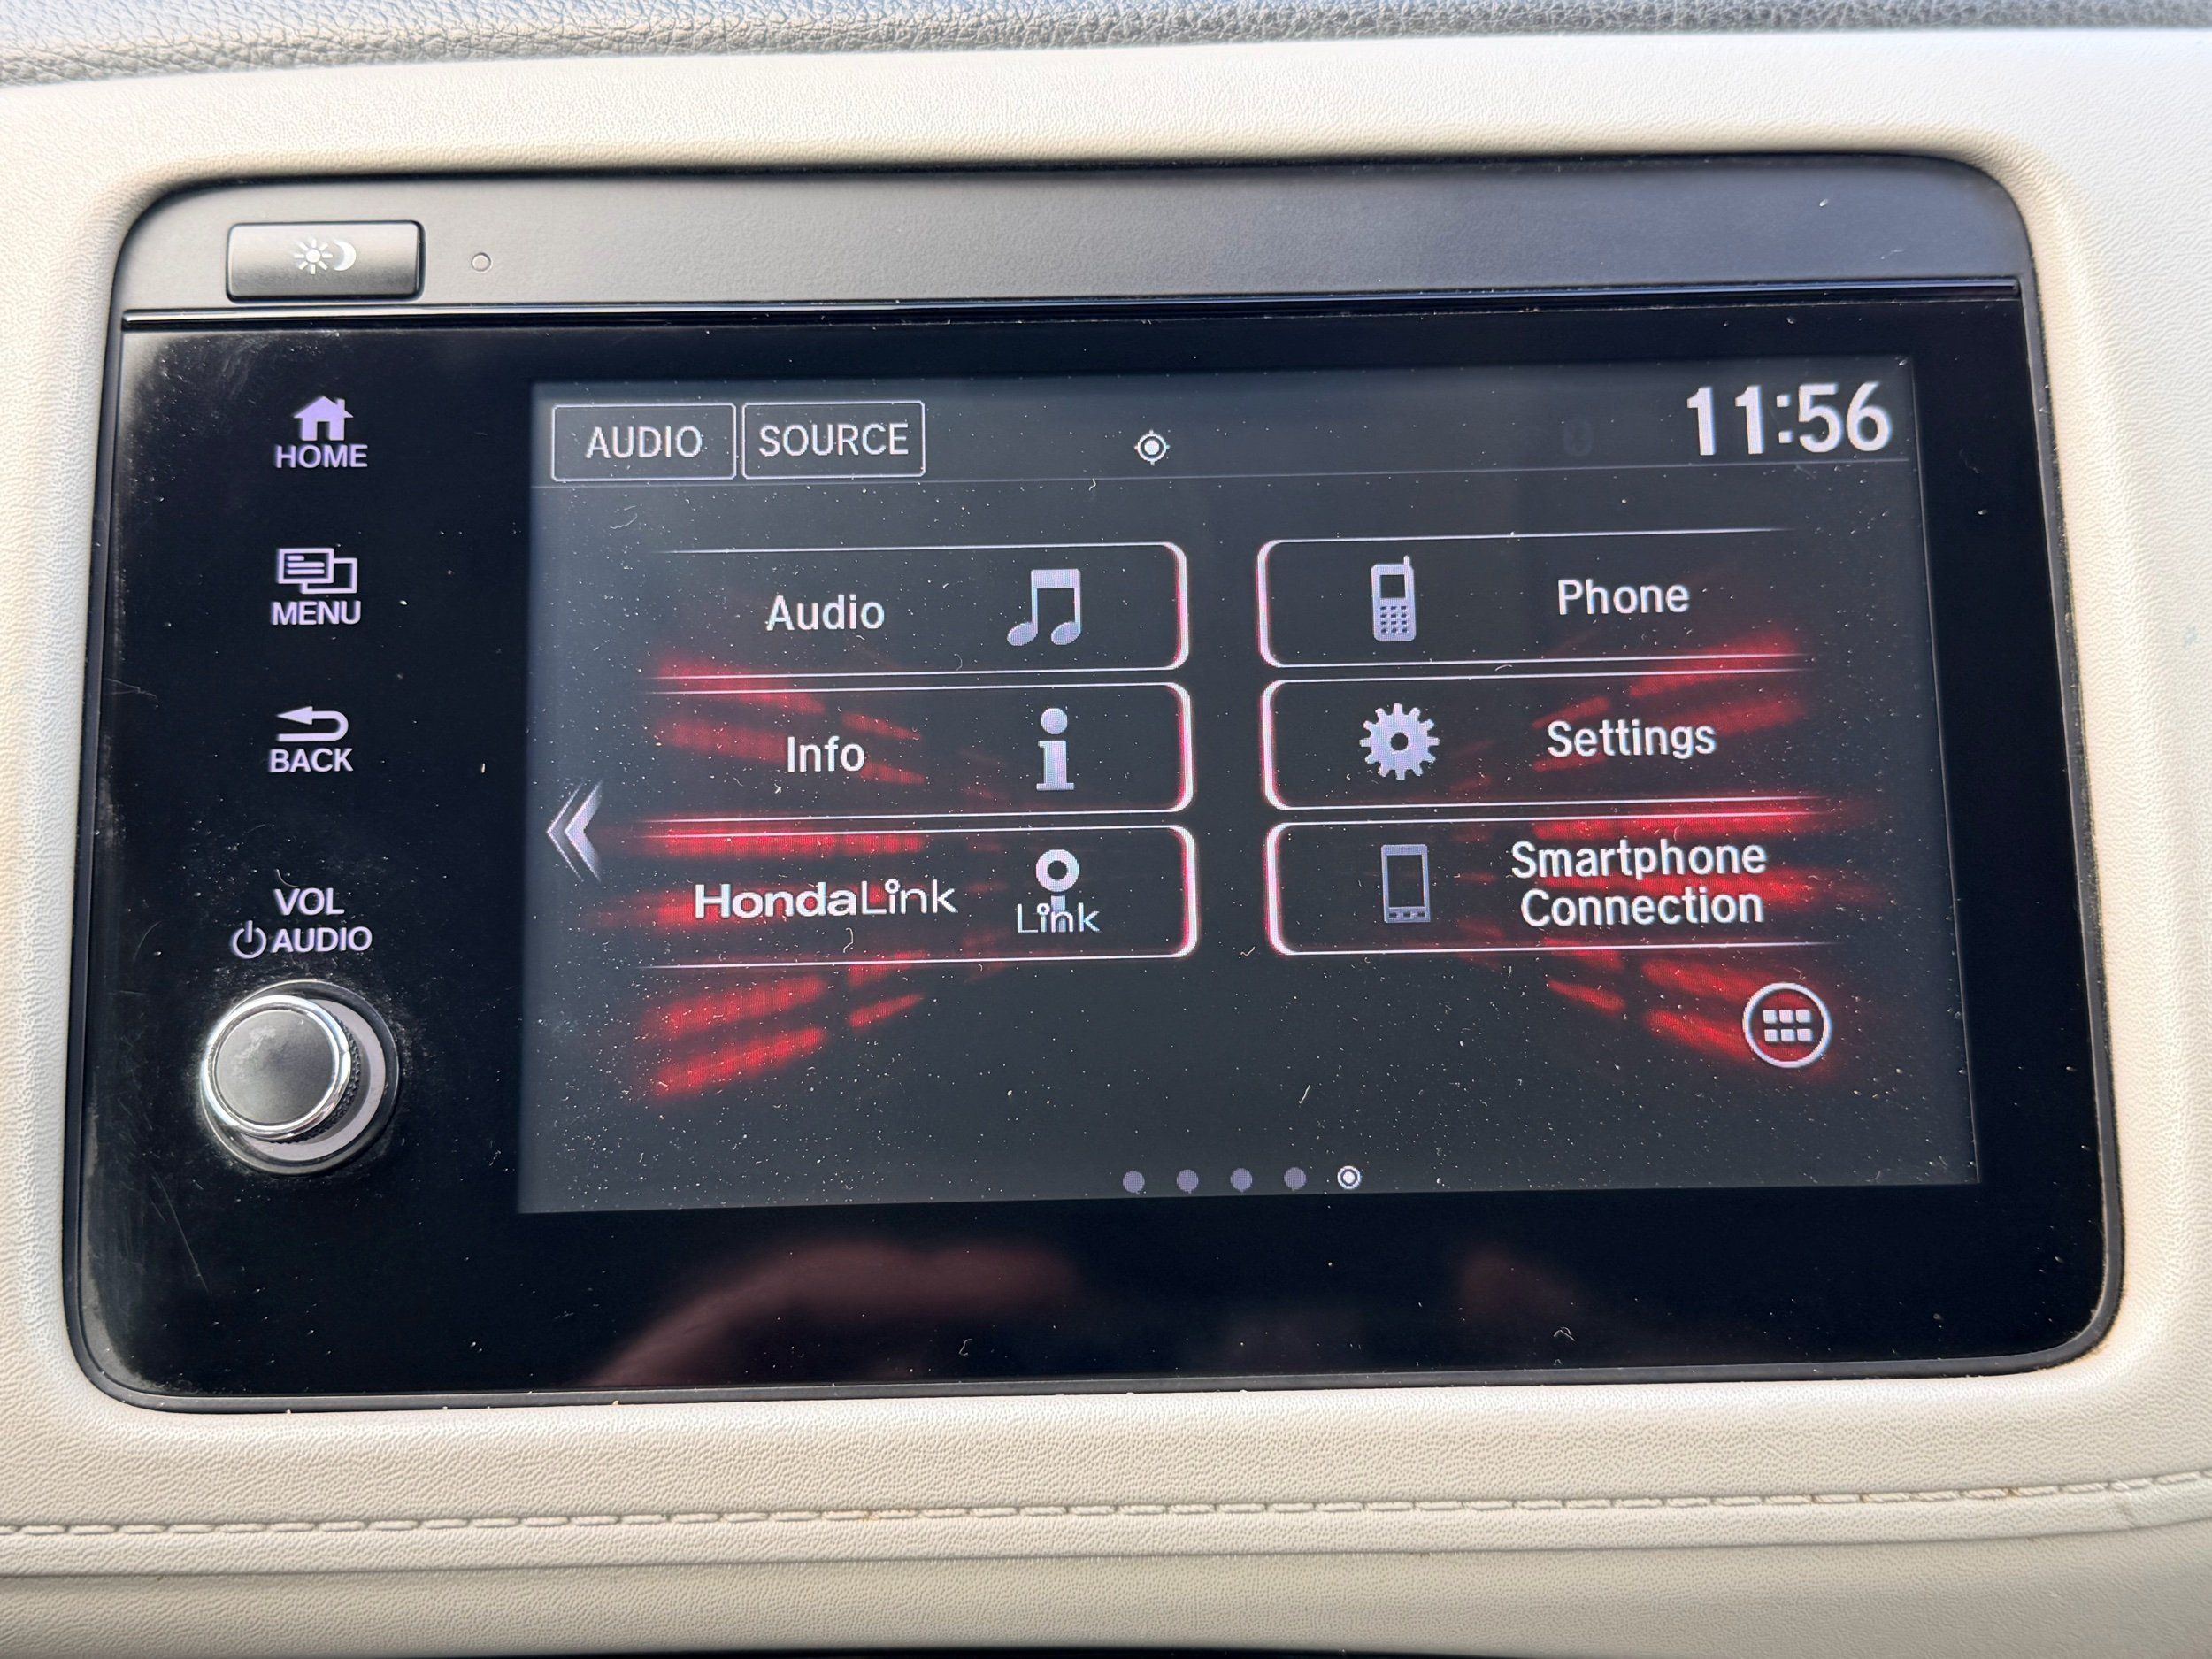 AUDIO SOURCE 11:56
HOME
MENU
BACK
VOL
AUDIO
Audio
Phone
Info
Settings
HondaLink
Link
Smartphone
Connection